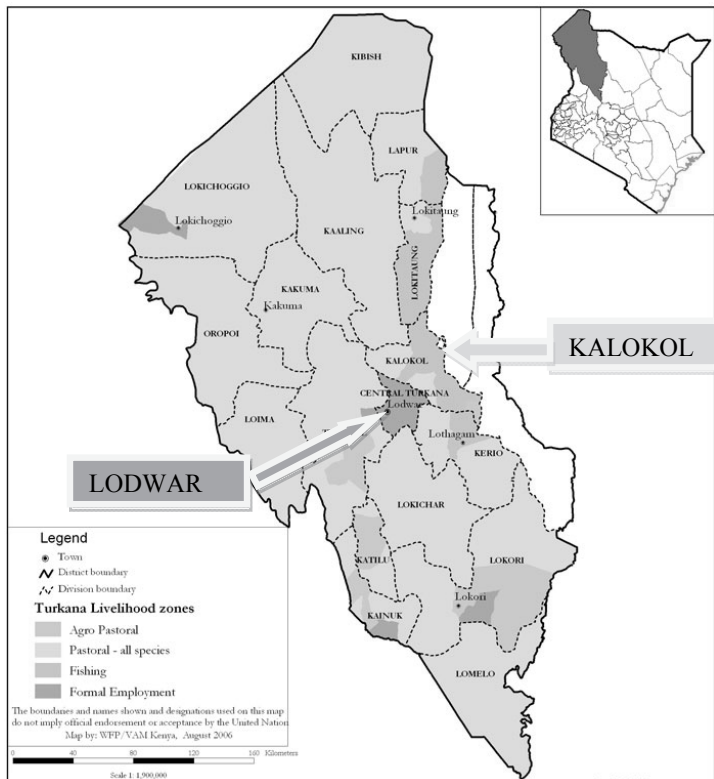 KIBISH
LAPUR
LOKICHOGGIO
Lokichoggio
Lokitaung
KAALING
LOKITAUNG
KAKUMA
Kakuma
OROPOI
KALOKOL
KALOKOL
CENTRAL TURKANA
Lodwar
LOIMA
Lothagam
KERIO
LODWAR
LOKICHAR
LOKORI
KATILU
Lokori
KAINUK
LOMELO
Legend
Town
District boundary
Division boundary
Turkana Livelihood zones
Agro Pastoral
Pastoral - all species
Fishing
Formal Employment
The boundaries and names shown and designations used on this map
do not imply official endorsement or acceptance by the United Nation
Map by: WFP/VAM Kenya, August 2006
0 40 80 120 160 Kilometers
Scale 1: 1,900,000